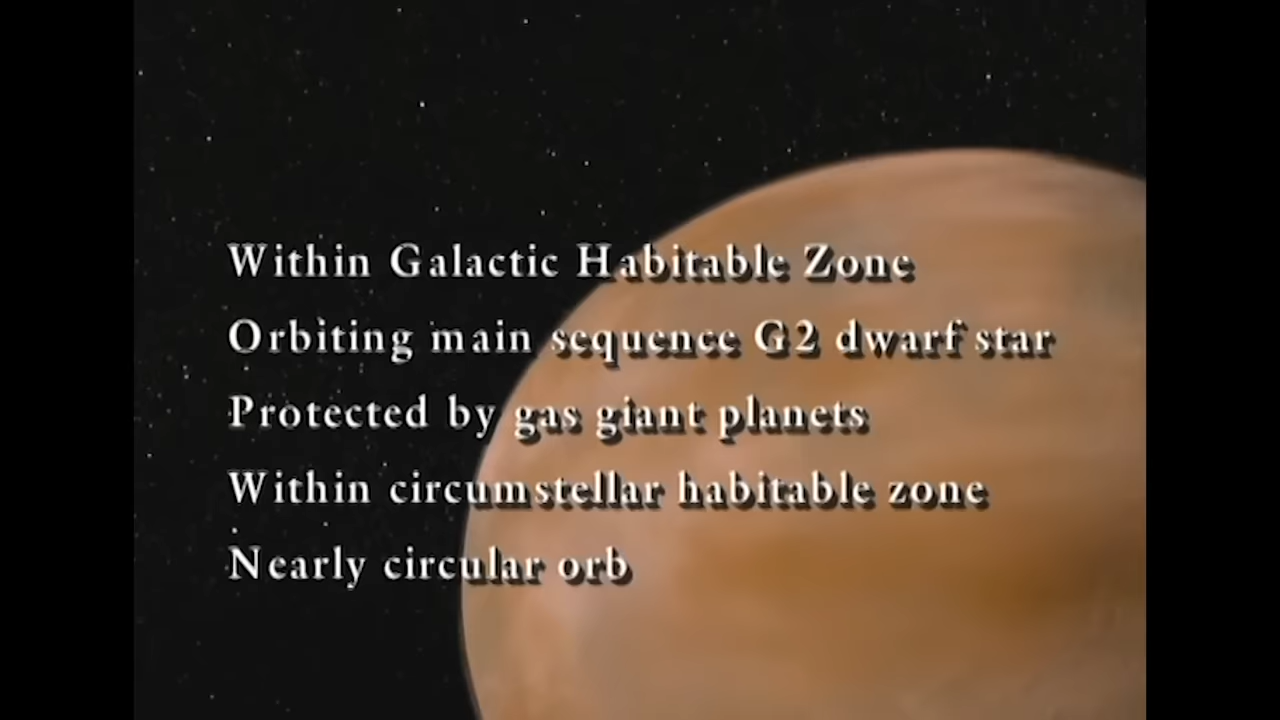 Within Galactic Habitable Zone
Orbiting main sequence G2 dwarf star
Protected by gas giant planets
Within circumstellar habitable zone
Nearly circular orb